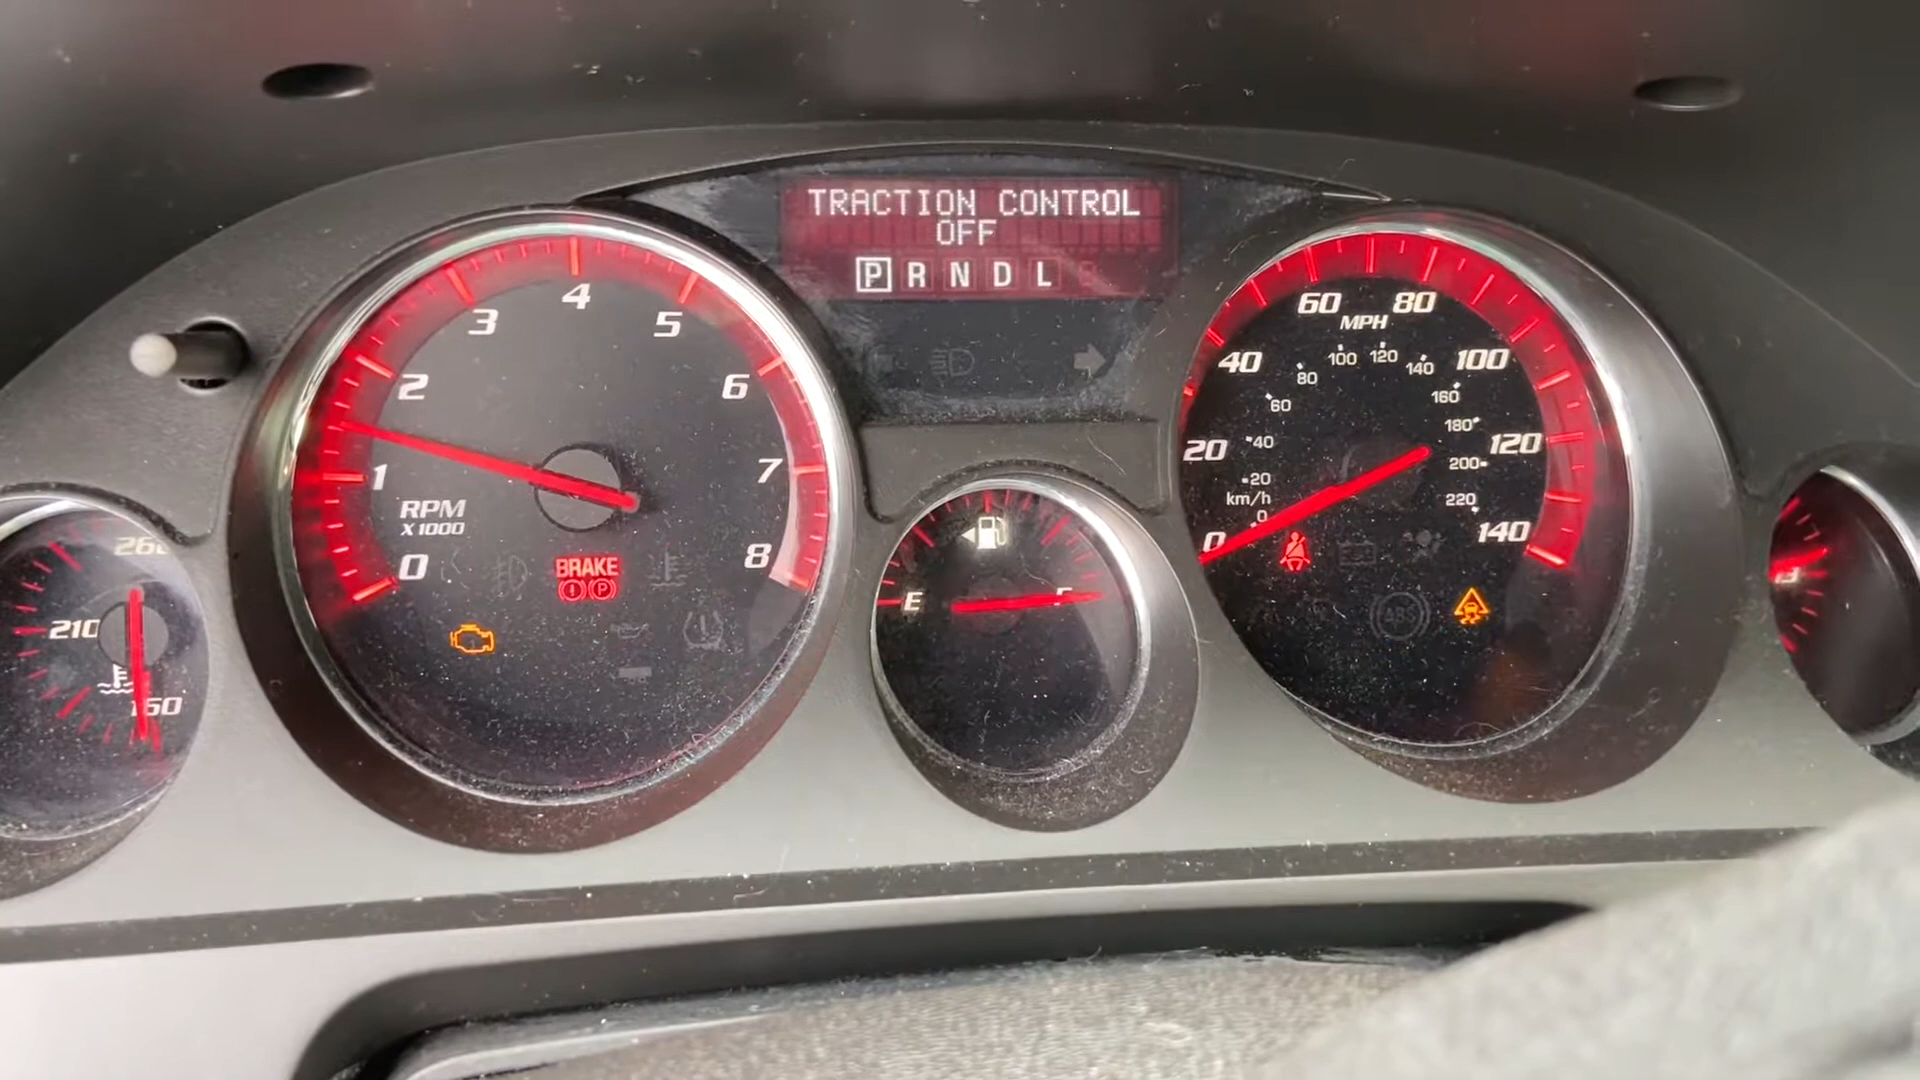 TRACTION CONTROL
OFF
P R N D L
0
1
2
3
4
5
6
7
8
RPM
X1000
BRAKE
P
260
210
160
E
F
0
20
40
60
80
100
120
140
MPH
km/h
0
20
40
60
80
100
120
140
160
180
200
220
ABS